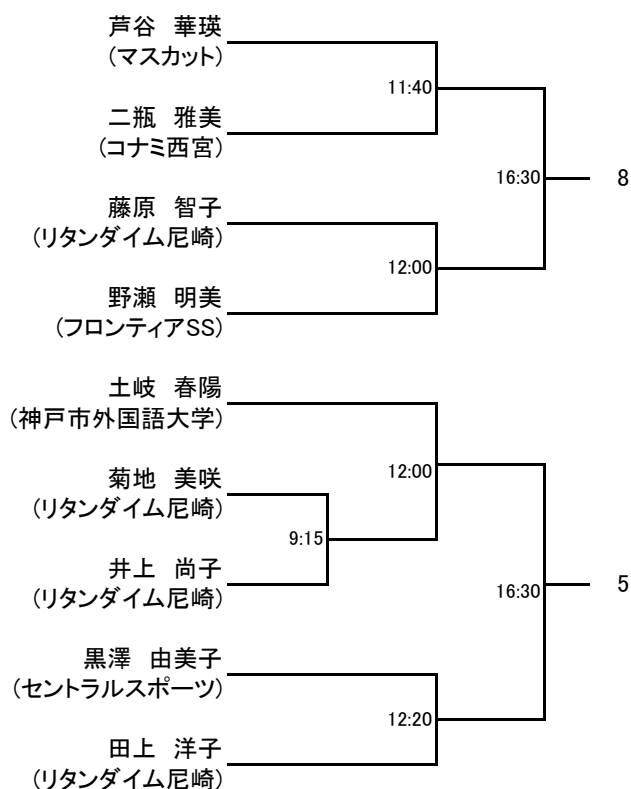 芦谷　華瑛
(マスカット)
11:40
二瓶　雅美
(コナミ西宮)
16:30
8
藤原　智子
(リタンダイム尼崎)
12:00
野瀬　明美
(フロンティアSS)
土岐　春陽
(神戸市外国語大学)
12:00
菊地　美咲
(リタンダイム尼崎)
9:15
井上　尚子
(リタンダイム尼崎)
16:30
5
黒澤　由美子
(セントラルスポーツ)
12:20
田上　洋子
(リタンダイム尼崎)